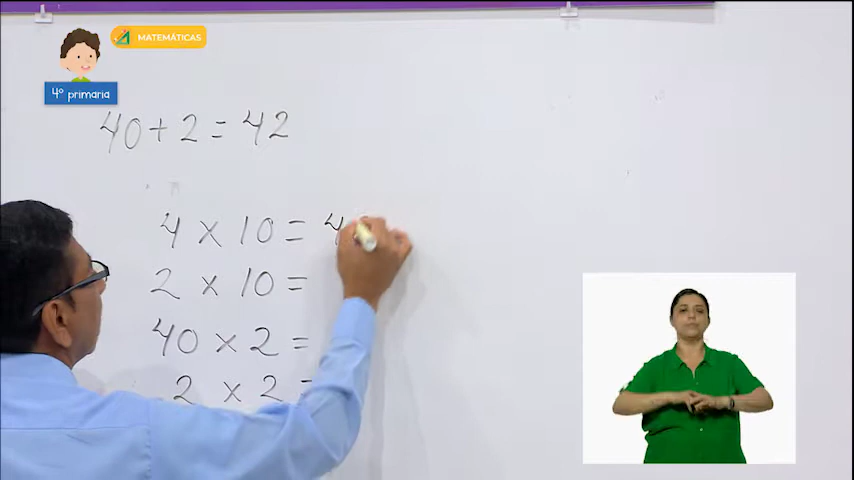 MATEMÁTICAS
4º primaria
40+2=42
4 x 10 = 4
2 x 10 =
40 x 2 =
2 x 2 =